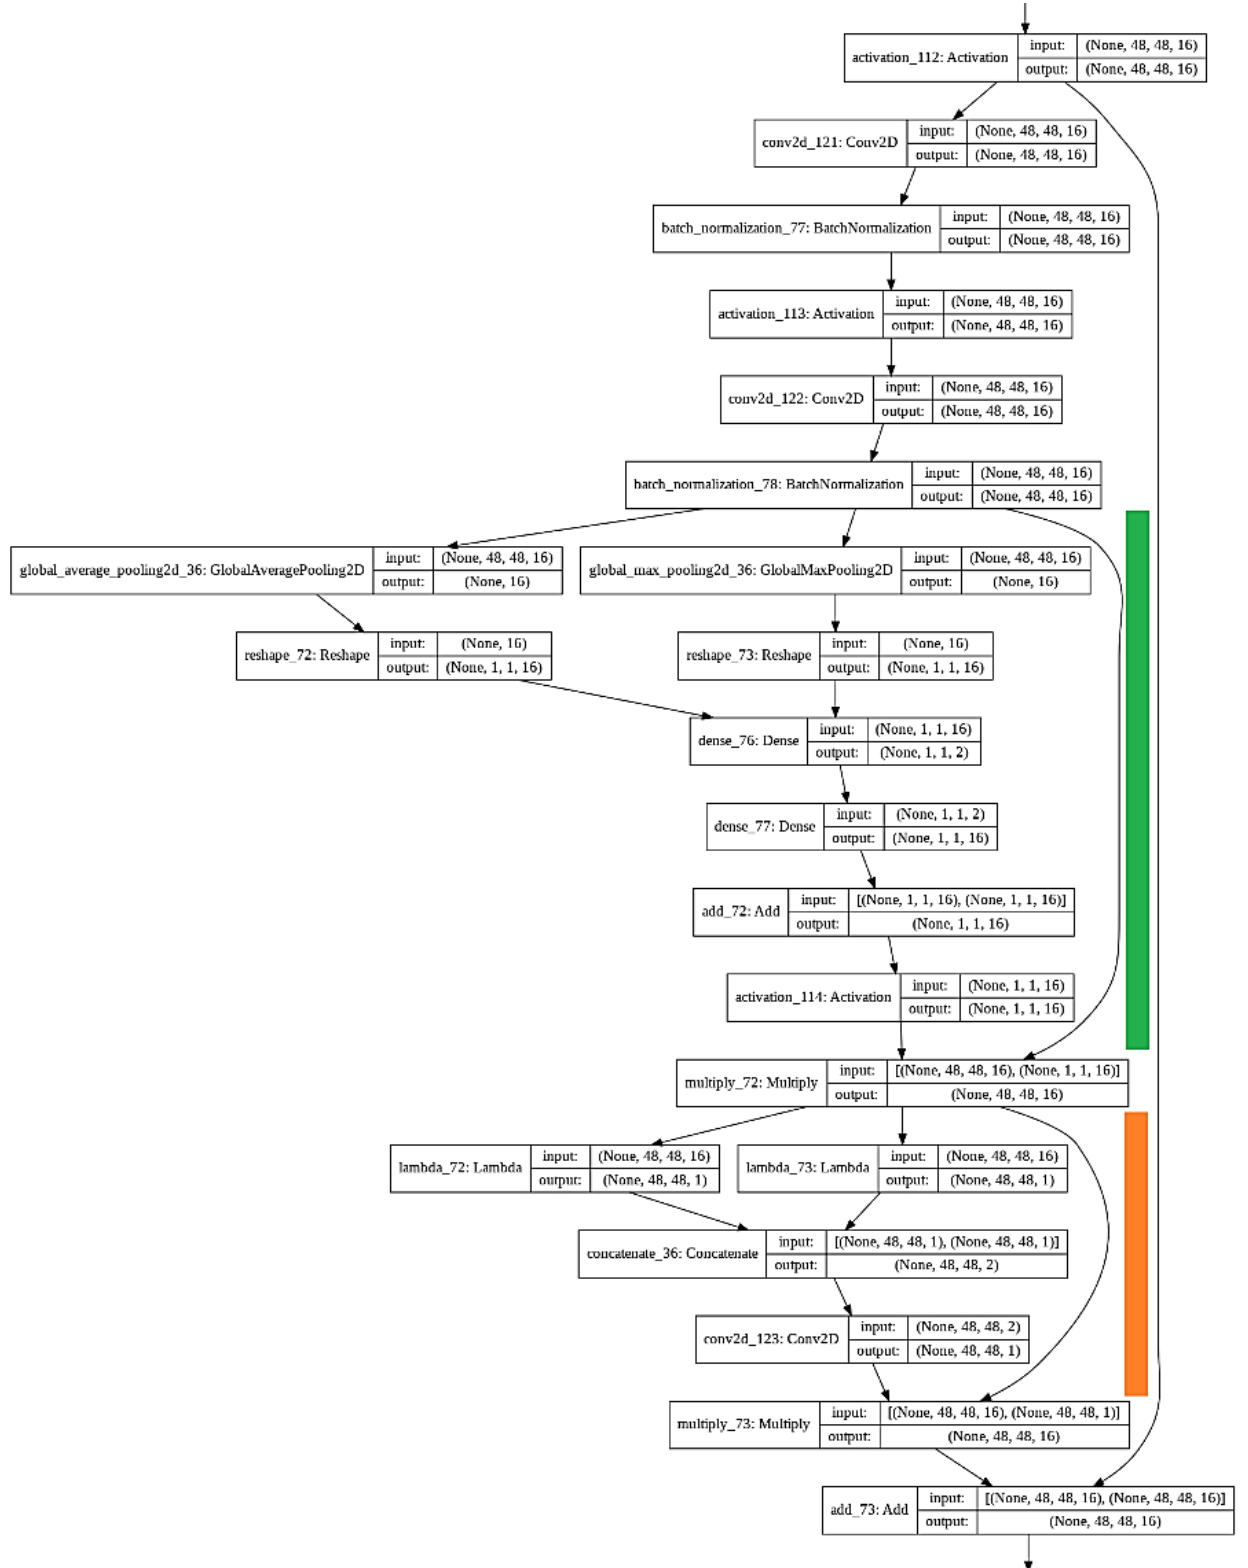 activation_112: Activation
input: (None, 48, 48, 16)
output: (None, 48, 48, 16)
conv2d_121: Conv2D
input: (None, 48, 48, 16)
output: (None, 48, 48, 16)
batch_normalization_77: BatchNormalization
input: (None, 48, 48, 16)
output: (None, 48, 48, 16)
activation_113: Activation
input: (None, 48, 48, 16)
output: (None, 48, 48, 16)
conv2d_122: Conv2D
input: (None, 48, 48, 16)
output: (None, 48, 48, 16)
batch_normalization_78: BatchNormalization
input: (None, 48, 48, 16)
output: (None, 48, 48, 16)
global_average_pooling2d_36: GlobalAveragePooling2D
input: (None, 48, 48, 16)
output: (None, 16)
global_max_pooling2d_36: GlobalMaxPooling2D
input: (None, 48, 48, 16)
output: (None, 16)
reshape_72: Reshape
input: (None, 16)
output: (None, 1, 1, 16)
reshape_73: Reshape
input: (None, 16)
output: (None, 1, 1, 16)
dense_76: Dense
input: (None, 1, 1, 16)
output: (None, 1, 1, 2)
dense_77: Dense
input: (None, 1, 1, 2)
output: (None, 1, 1, 16)
add_72: Add
input: [(None, 1, 1, 16), (None, 1, 1, 16)]
output: (None, 1, 1, 16)
activation_114: Activation
input: (None, 1, 1, 16)
output: (None, 1, 1, 16)
multiply_72: Multiply
input: [(None, 48, 48, 16), (None, 1, 1, 16)]
output: (None, 48, 48, 16)
lambda_72: Lambda
input: (None, 48, 48, 16)
output: (None, 48, 48, 1)
lambda_73: Lambda
input: (None, 48, 48, 16)
output: (None, 48, 48, 1)
concatenate_36: Concatenate
input: [(None, 48, 48, 1), (None, 48, 48, 1)]
output: (None, 48, 48, 2)
conv2d_123: Conv2D
input: (None, 48, 48, 2)
output: (None, 48, 48, 1)
multiply_73: Multiply
input: [(None, 48, 48, 16), (None, 48, 48, 1)]
output: (None, 48, 48, 16)
add_73: Add
input: [(None, 48, 48, 16), (None, 48, 48, 16)]
output: (None, 48, 48, 16)